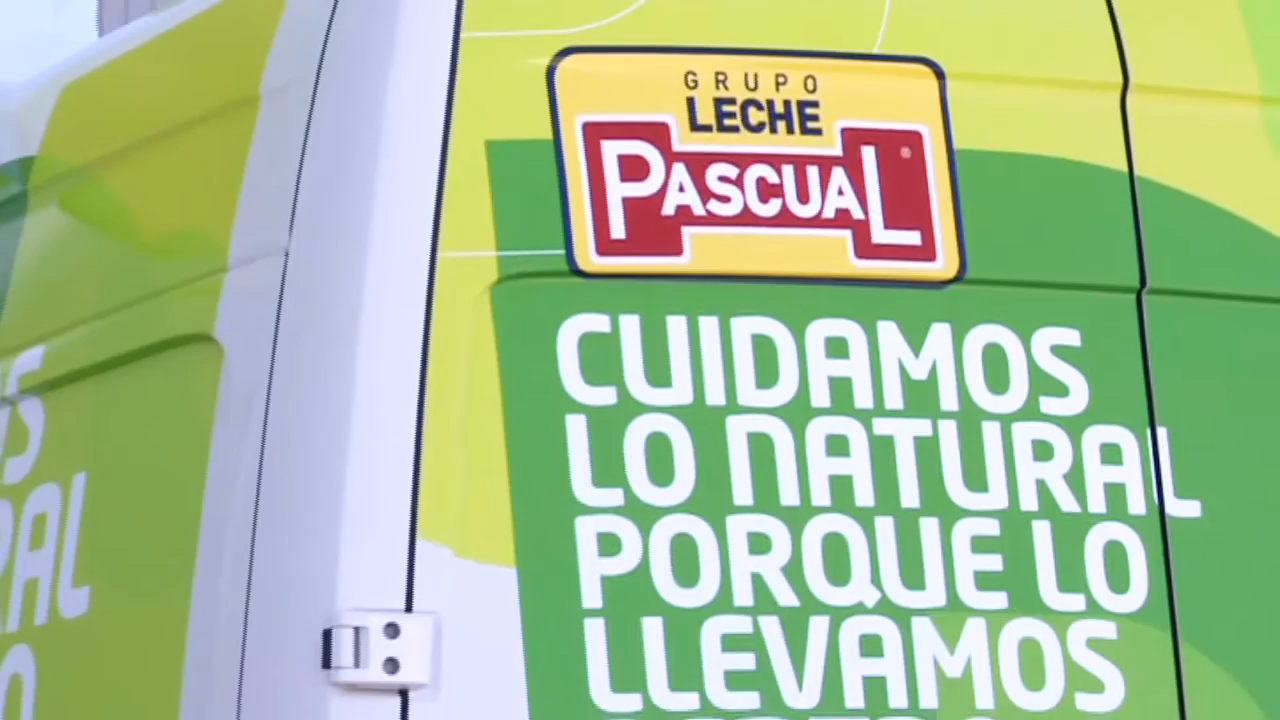 GRUPO
LECHE
PASCUAL®
CUIDAMOS
LO NATURAL
PORQUE LO
LLEVAMOS